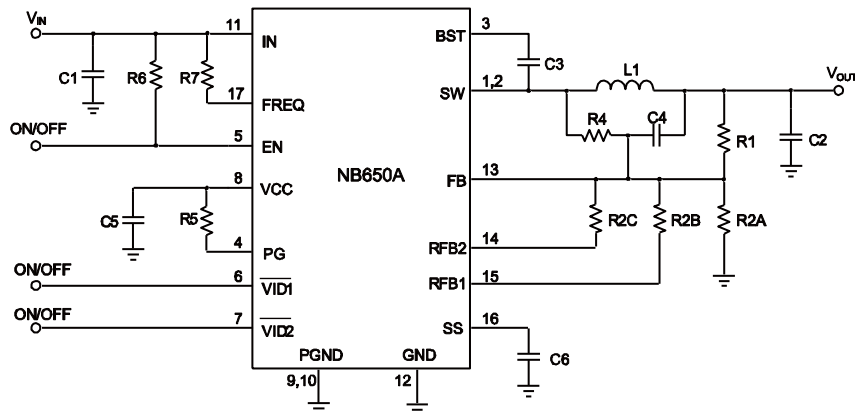 VIN
11
IN
BST
3
C1
R6
R7
C3
L1
1,2
SW
VOUT
17
FREQ
ON/OFF
5
EN
R4
C4
R1
C2
NB650A
13
FB
8
VCC
C5
R5
R2C
R2B
R2A
4
PG
14
RFB2
ON/OFF
6
VID1
15
RFB1
ON/OFF
7
VID2
16
SS
C6
PGND
GND
9,10
12